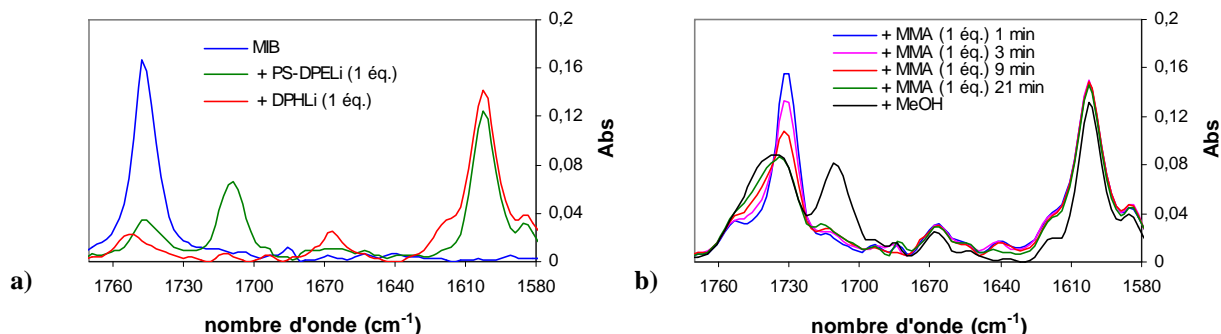 0,2
0,16
0,12
0,08
0,04
0
Abs
MIB
+ PS-DPELi (1 éq.)
+ DPHLi (1 éq.)
1760 1730 1700 1670 1640 1610 1580
a)
nombre d'onde (cm-1)
0,2
0,16
0,12
0,08
0,04
0
Abs
+ MMA (1 éq.) 1 min
+ MMA (1 éq.) 3 min
+ MMA (1 éq.) 9 min
+ MMA (1 éq.) 21 min
+ MeOH
1760 1730 1700 1670 1640 1610 1580
b)
nombre d'onde (cm-1)